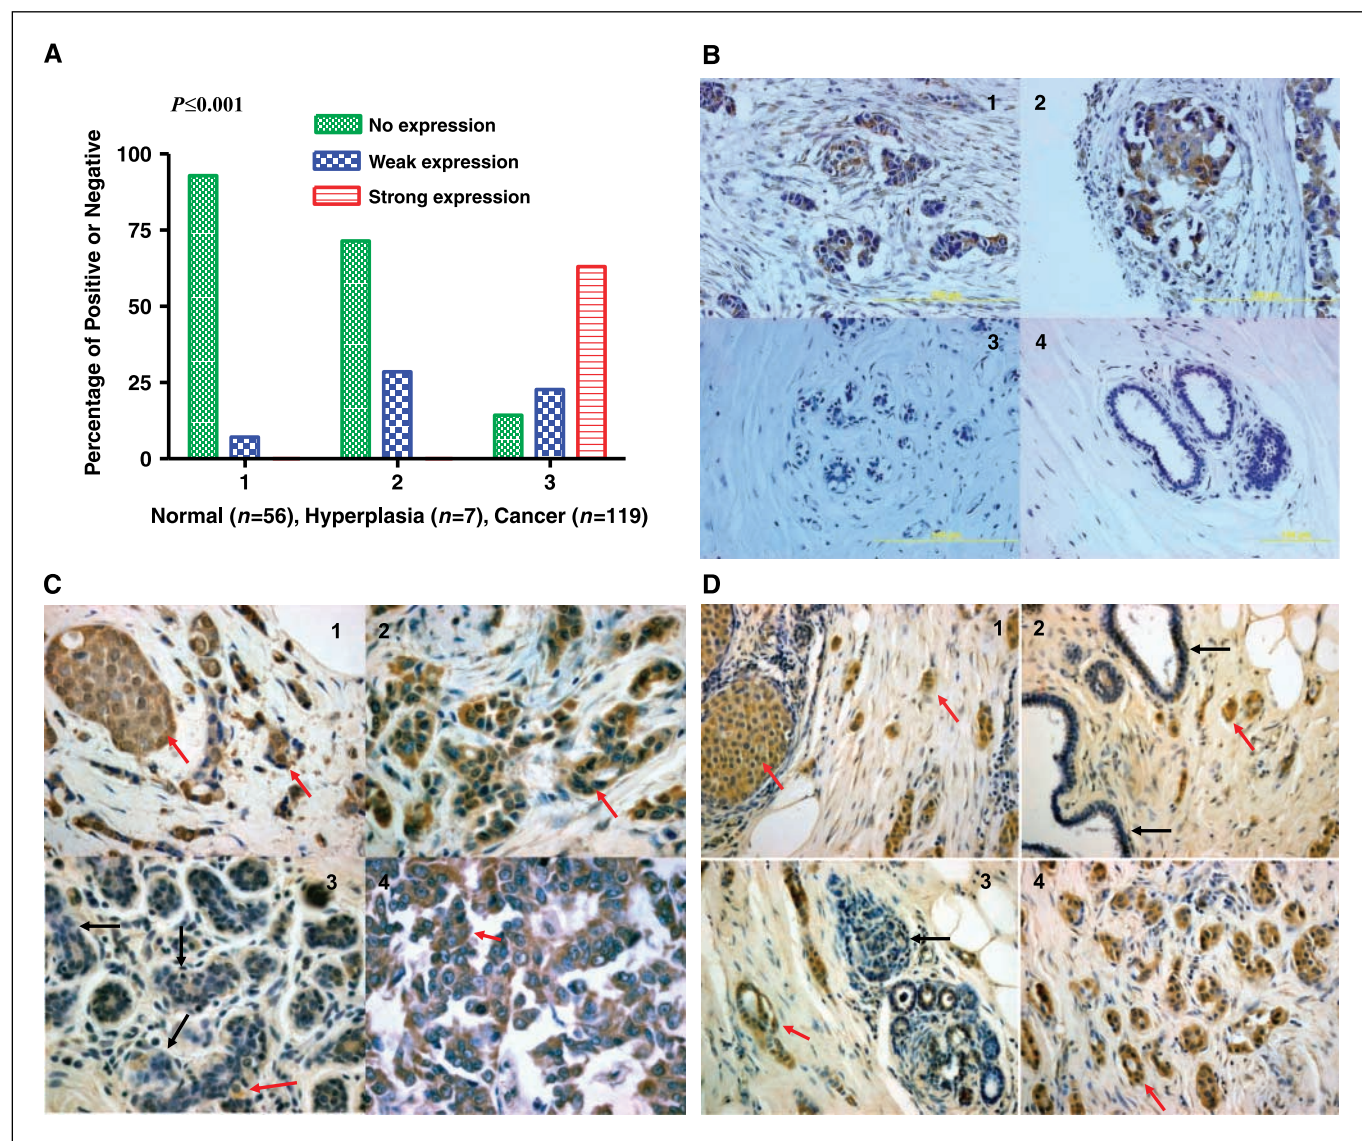 A
P≤0.001
No expression
Weak expression
Strong expression
Percentage of Positive or Negative
100
75
50
25
0
1
2
3
Normal (n=56), Hyperplasia (n=7), Cancer (n=119)
B
1
2
3
4
C
1
2
3
4
D
1
2
3
4